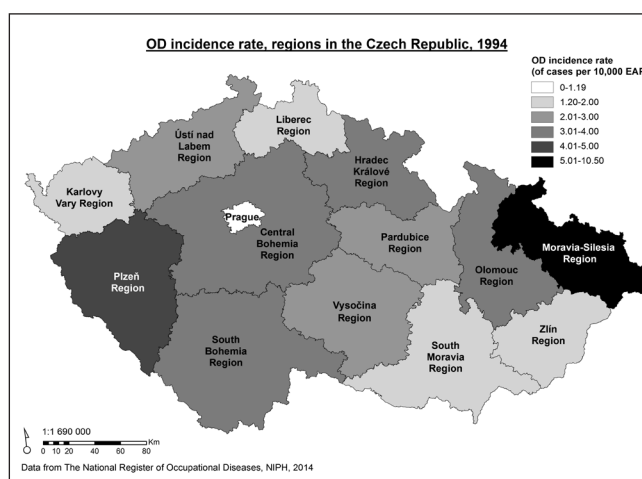 OD incidence rate, regions in the Czech Republic, 1994
OD incidence rate
(of cases per 10,000 EAP
0-1.19
1.20-2.00
2.01-3.00
3.01-4.00
4.01-5.00
5.01-10.50
Liberec
Region
Ústí nad
Labem
Region
Hradec
Králové
Region
Karlovy
Vary Region
Prague
Central
Bohemia
Region
Pardubice
Region
Moravia-Silesia
Region
Olomouc
Region
Plzeň
Region
Vysočina
Region
Zlín
Region
South
Bohemia
Region
South
Moravia
Region
1:1 690 000
0 10 20 40 60 80
Km
Data from The National Register of Occupational Diseases, NIPH, 2014